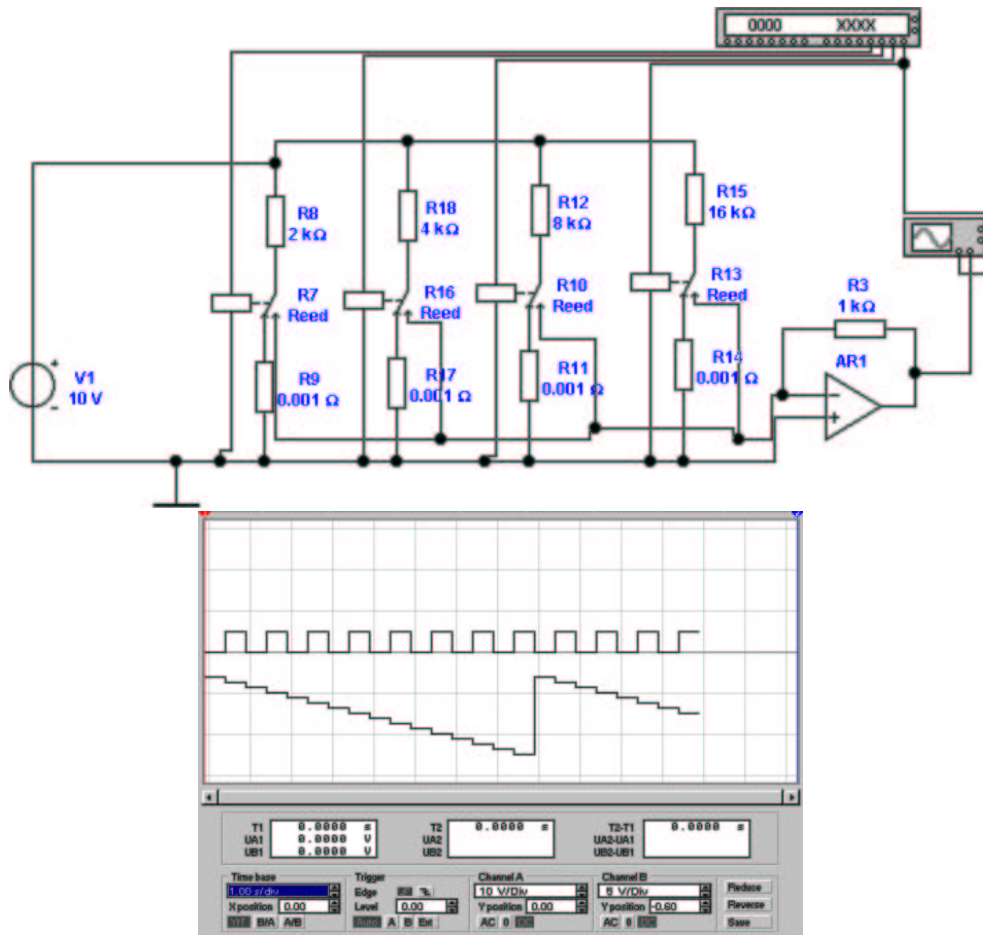 0000 XXXX
R8
2 kΩ
R18
4 kΩ
R12
8 kΩ
R15
16 kΩ
R7
Reed
R16
Reed
R10
Reed
R13
Reed
R3
1 kΩ
V1
10 V
R9
0.001 Ω
R17
0.001 Ω
R11
0.001 Ω
R14
0.001 Ω
AR1
-
+
+
-
1
2
T1 0.0000 s
UA1 0.0000 V
UB1 0.0000 V
T2 0.0000 s
UA2
UB2
T2-T1 0.0000 s
UA2-UA1
UB2-UB1
Time base
1.00 s/div
X position 0.00
Y/T B/A A/B
Trigger
Edge
Level 0.00
Auto A B Ext
Channel A
10 V/Div
Y position 0.00
AC 0 DC
Channel B
5 V/Div
Y position -0.60
AC 0 DC
Reduce
Reverse
Save